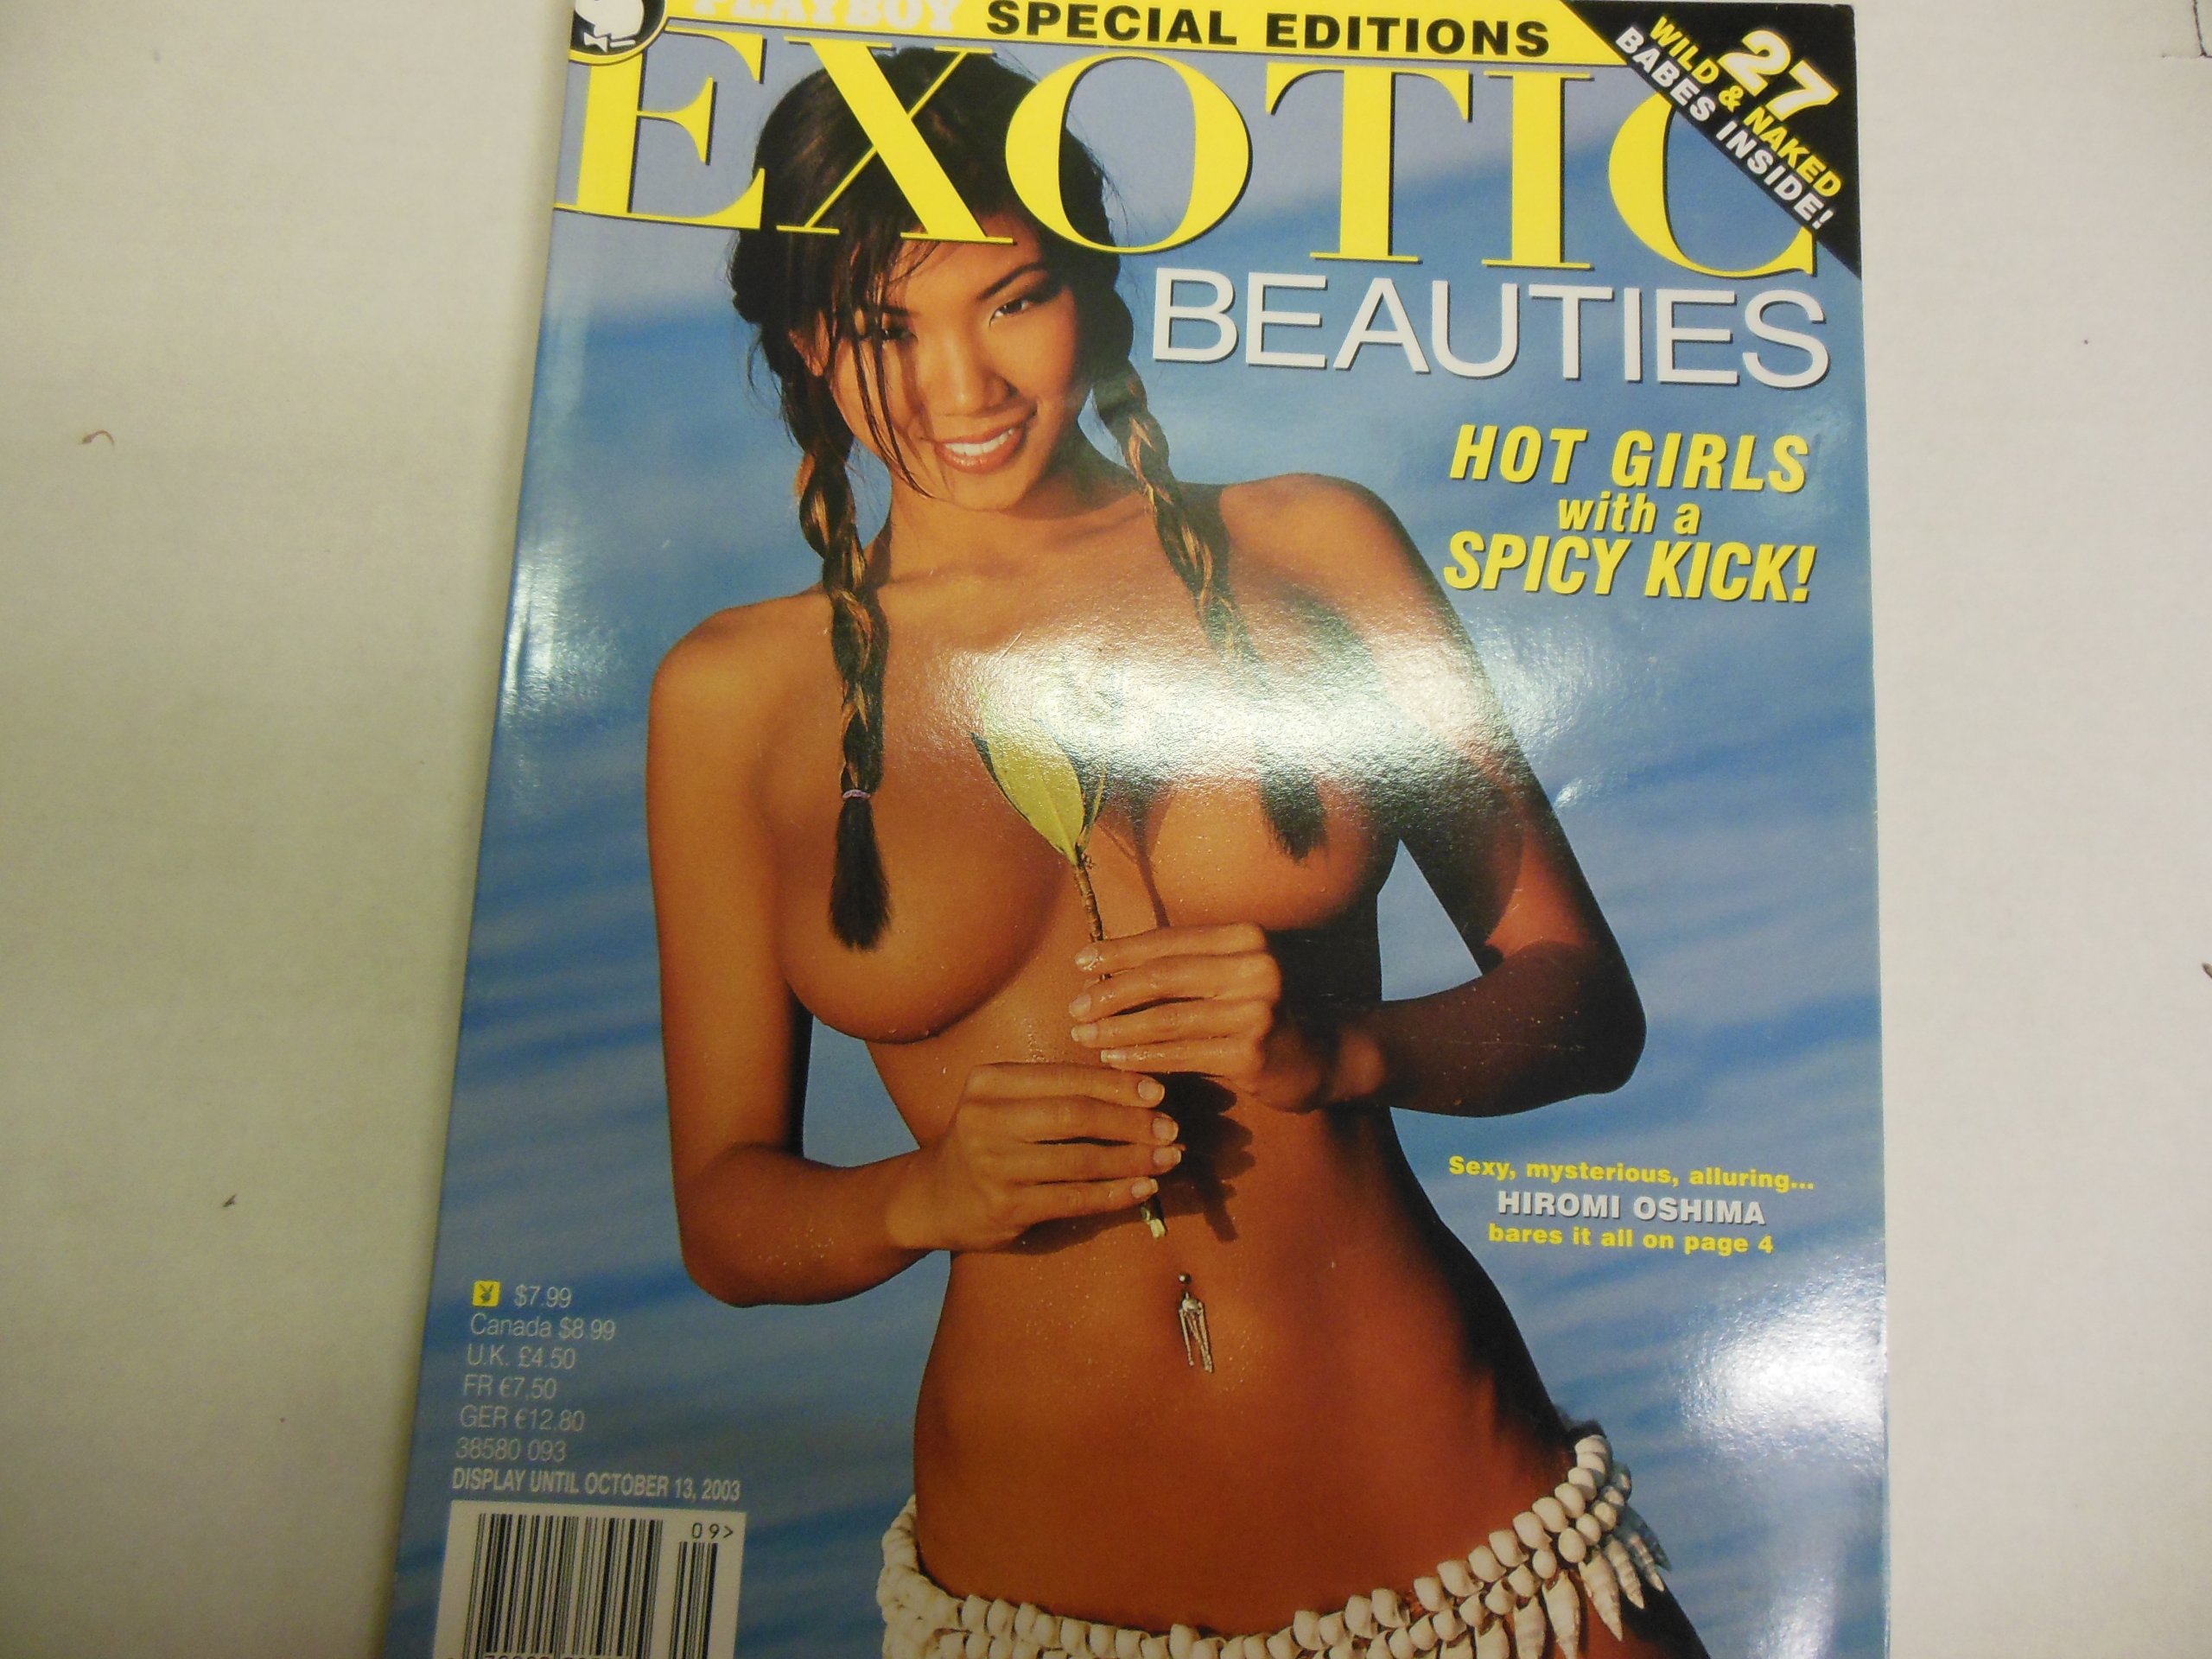 PLAYBOY SPECIAL EDITIONS
EXOTIC
BEAUTIES
27
WILD & NAKED
BABES INSIDE!
HOT GIRLS
with a
SPICY KICK!
Sexy, mysterious, alluring...
HIROMI OSHIMA
bares it all on page 4
$7.99
Canada $8.99
U.K. £4.50
FR €7,50
GER €12.80
38580 093
DISPLAY UNTIL OCTOBER 13, 2003
09>